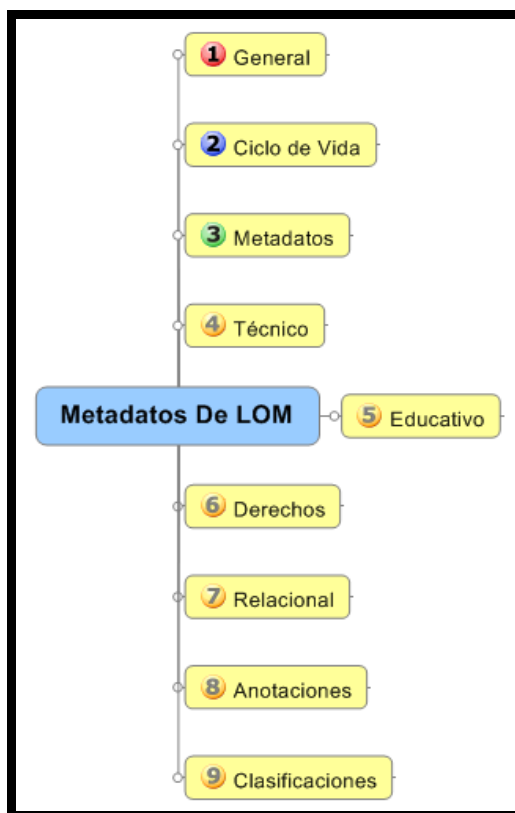 1 General
2 Ciclo de Vida
3 Metadatos
4 Técnico
Metadatos De LOM
5 Educativo
6 Derechos
7 Relacional
8 Anotaciones
9 Clasificaciones